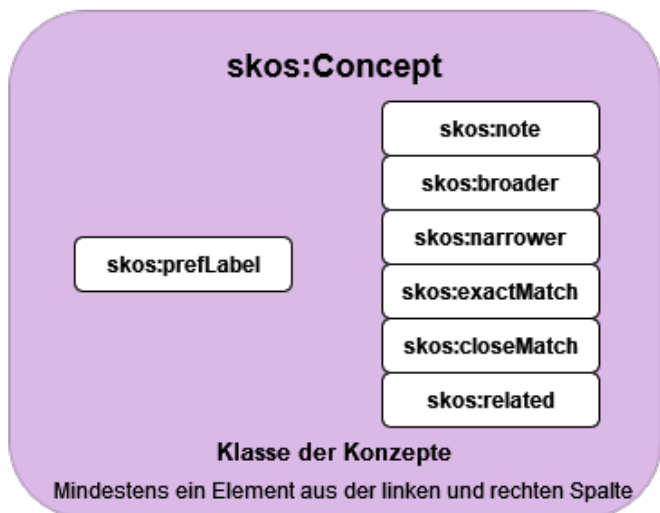 skos:Concept
skos:note
skos:broader
skos:narrower
skos:prefLabel
skos:exactMatch
skos:closeMatch
skos:related
Klasse der Konzepte
Mindestens ein Element aus der linken und rechten Spalte